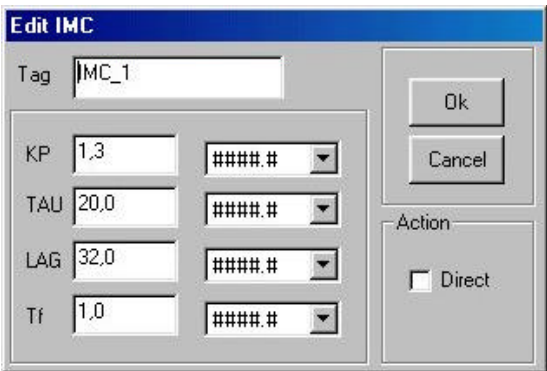 Edit IMC
Tag IMC_1
Ok
Cancel
KP 1,3 ####.#
TAU 20,0 ####.#
LAG 32,0 ####.#
Tf 1,0 ####.#
Action
Direct